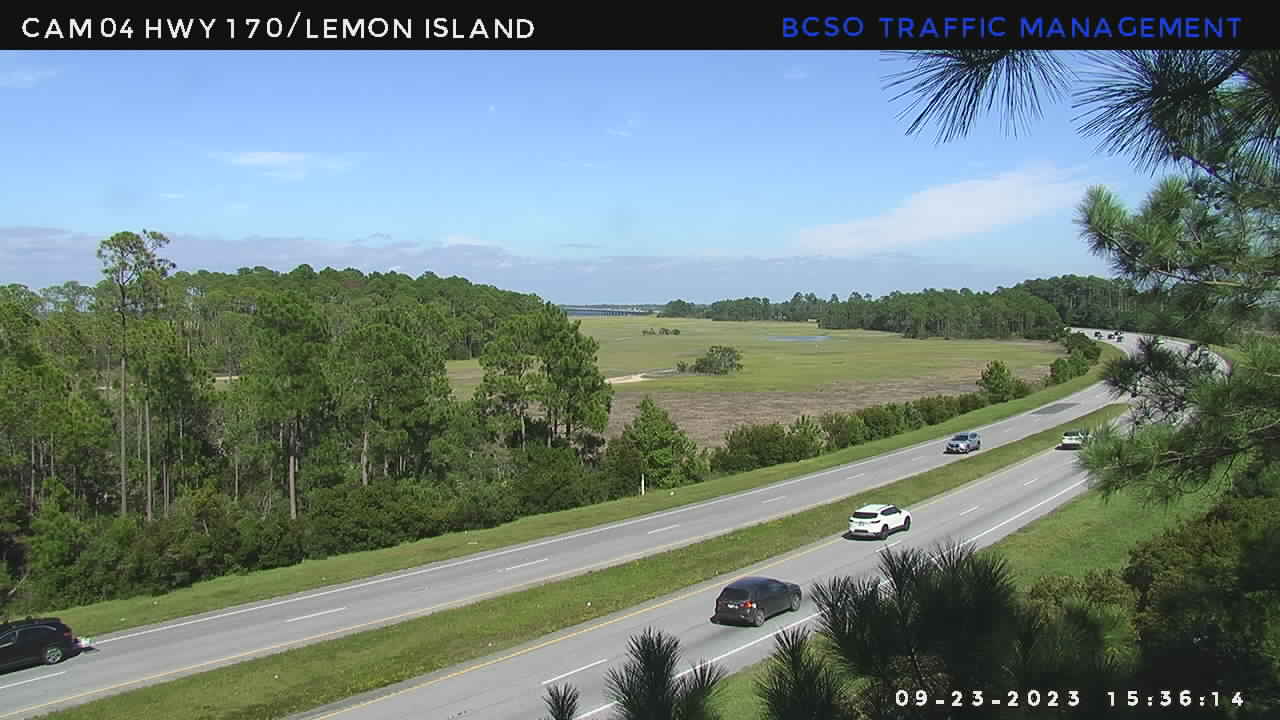 CAM04 HWY 170/LEMON ISLAND
BCSO TRAFFIC MANAGEMENT
09-23-2023 15:36:14